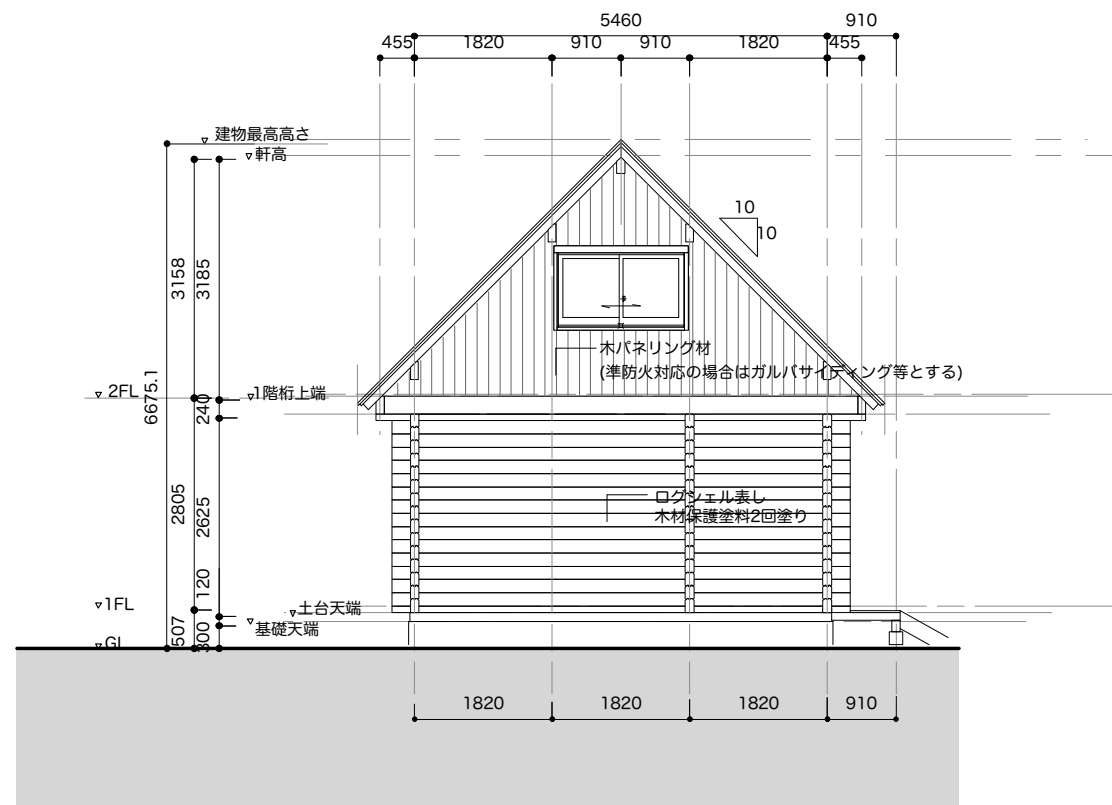 5460
910
455
1820
910
910
1820
455
建物最高高さ
軒高
10
10
3158
3185
木パネリング材
(準防火対応の場合はガルバサイディング等とする)
2FL
1階桁上端
6675.1
240
2805
2625
ログシェル表し
木材保護塗料2回塗り
120
1FL
土台天端
基礎天端
507
300
GL
1820
1820
1820
910